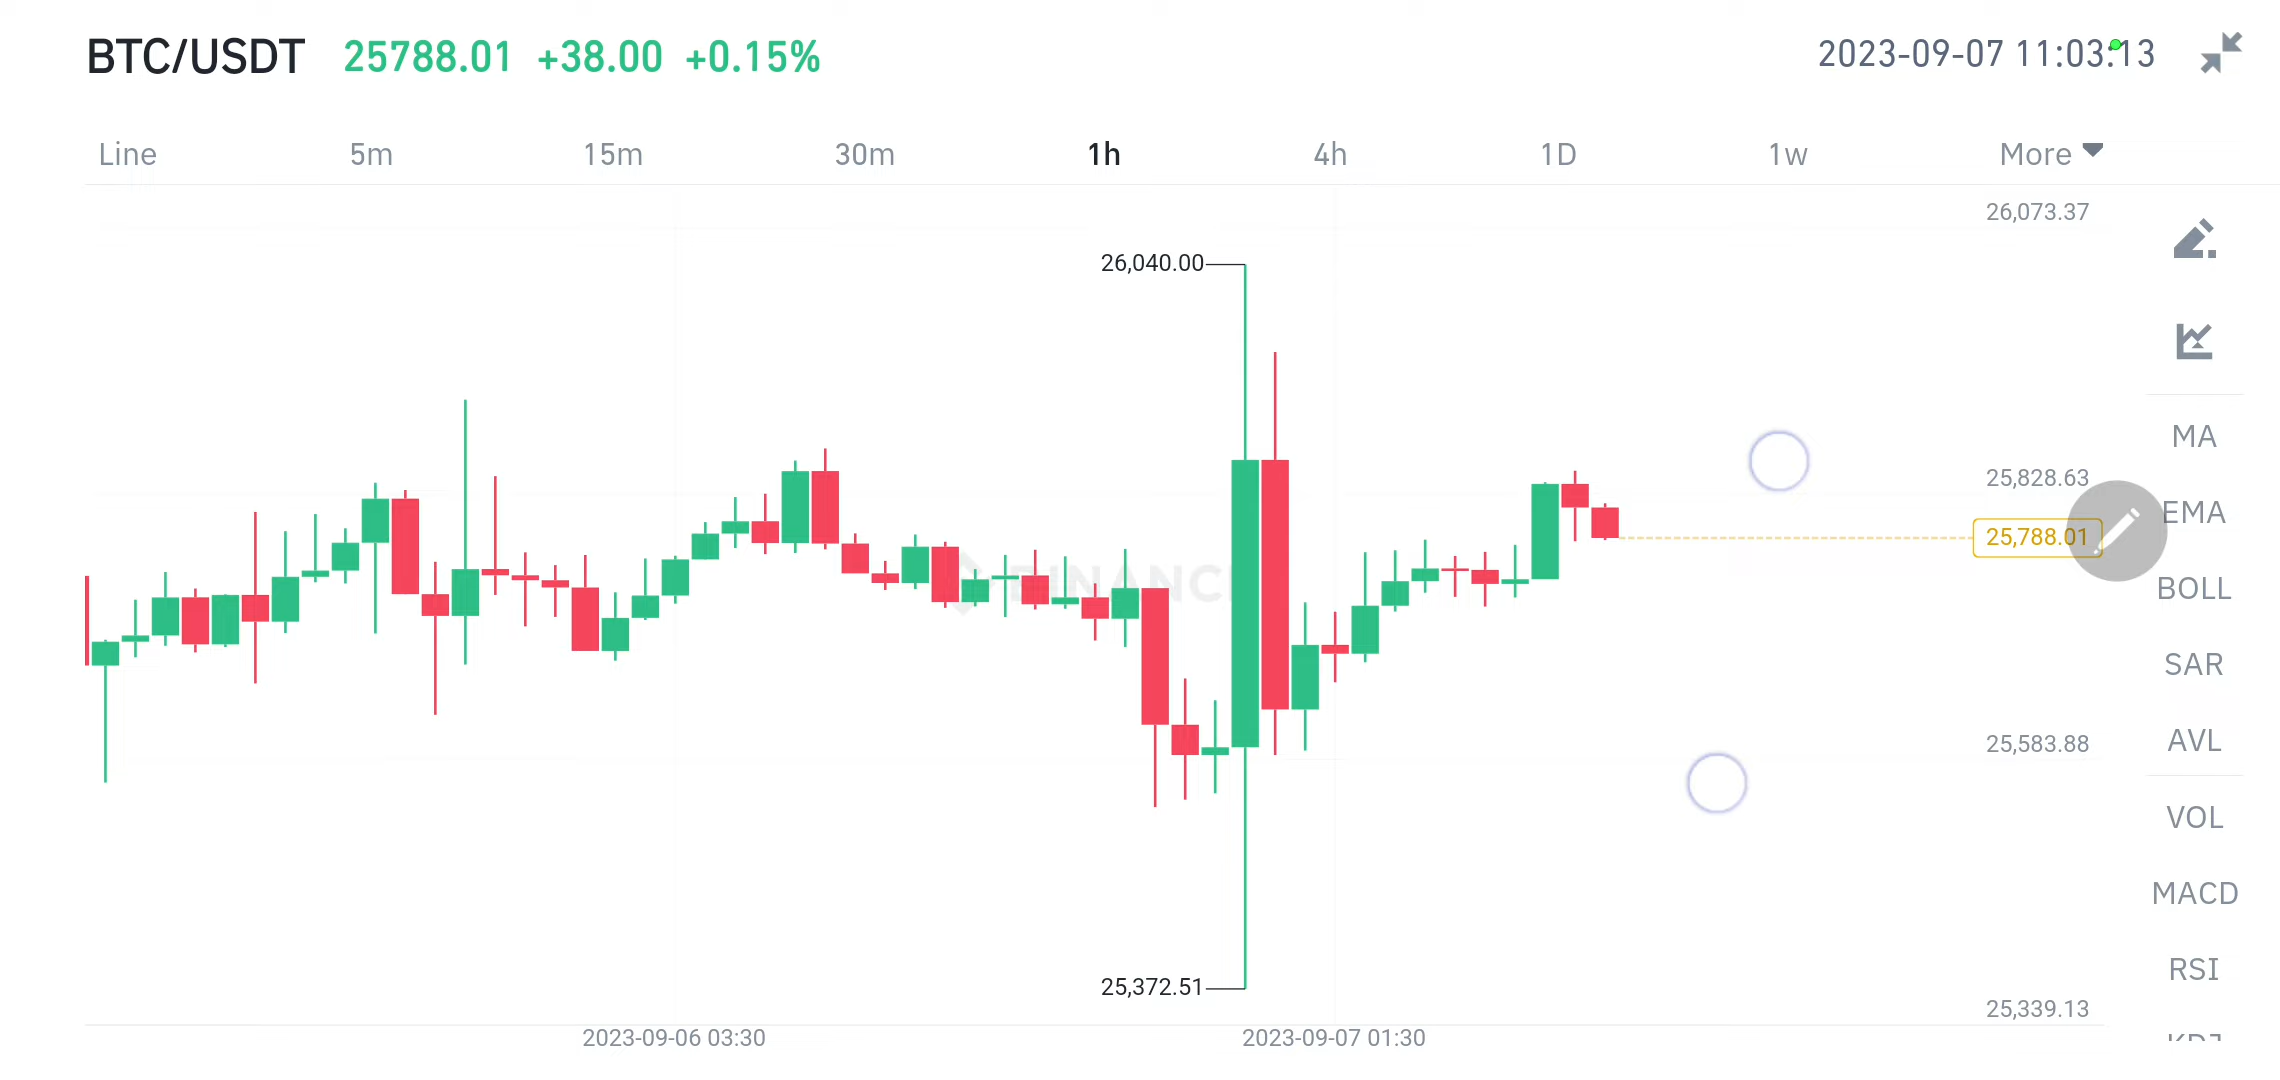 BTC/USDT 25788.01 +38.00 +0.15% 2023-09-07 11:03:13
Line 5m 15m 30m 1h 4h 1D 1w More
26,073.37
26,040.00
MA
25,828.63
EMA
25,788.01
BINANCE
BOLL
SAR
25,583.88
AVL
VOL
MACD
RSI
25,372.51
25,339.13
2023-09-06 03:30 2023-09-07 01:30